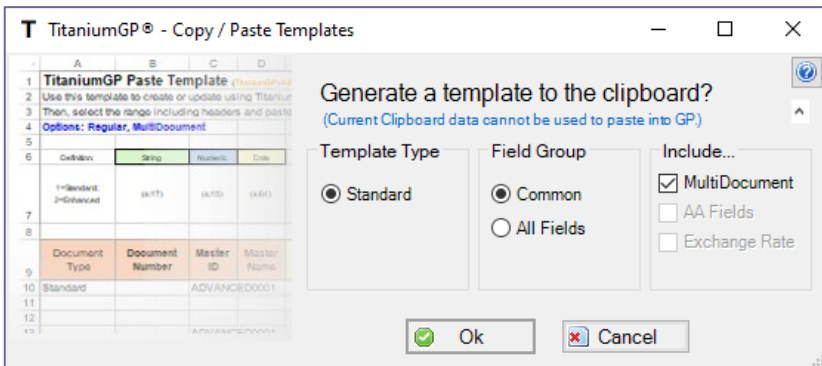 TitaniumGP® - Copy / Paste Templates
A B C D
1 TitaniumGP Paste Template
2 Use this template to create or update using Titanium
3 Then, select the range including headers and paste
4 Options: Regular, MultiDocument
5
6 Definition: String Numeric Date
1=Standard;
2=Enhanced
7
8
Document Type Document Number Master ID Master Name
9
10 Standard ADVANCED0001
11
12
13 ADVANCED0001
Generate a template to the clipboard?
(Current Clipboard data cannot be used to paste into GP.)
Template Type
Standard
Field Group
Common
All Fields
Include...
MultiDocument
AA Fields
Exchange Rate
Ok Cancel